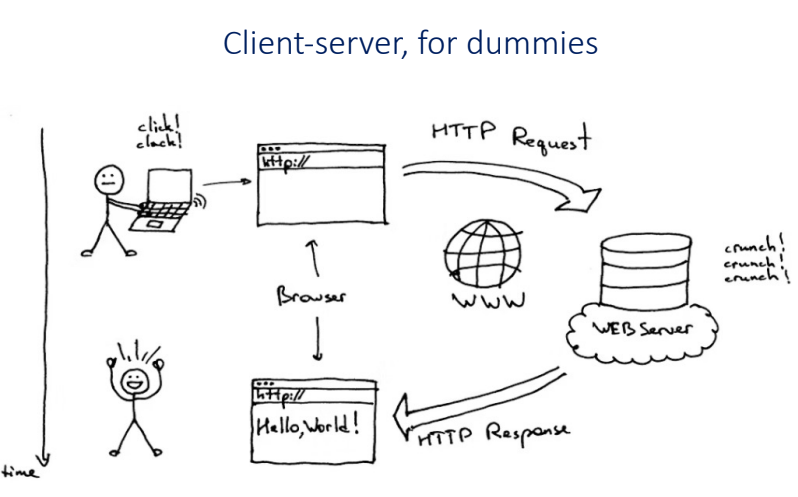 Client-server, for dummies
click!
clack!
http://
HTTP Request
Browser
WWW
crunch!
crunch!
crunch!
WEB Server
http://
Hello, World!
HTTP Response
time